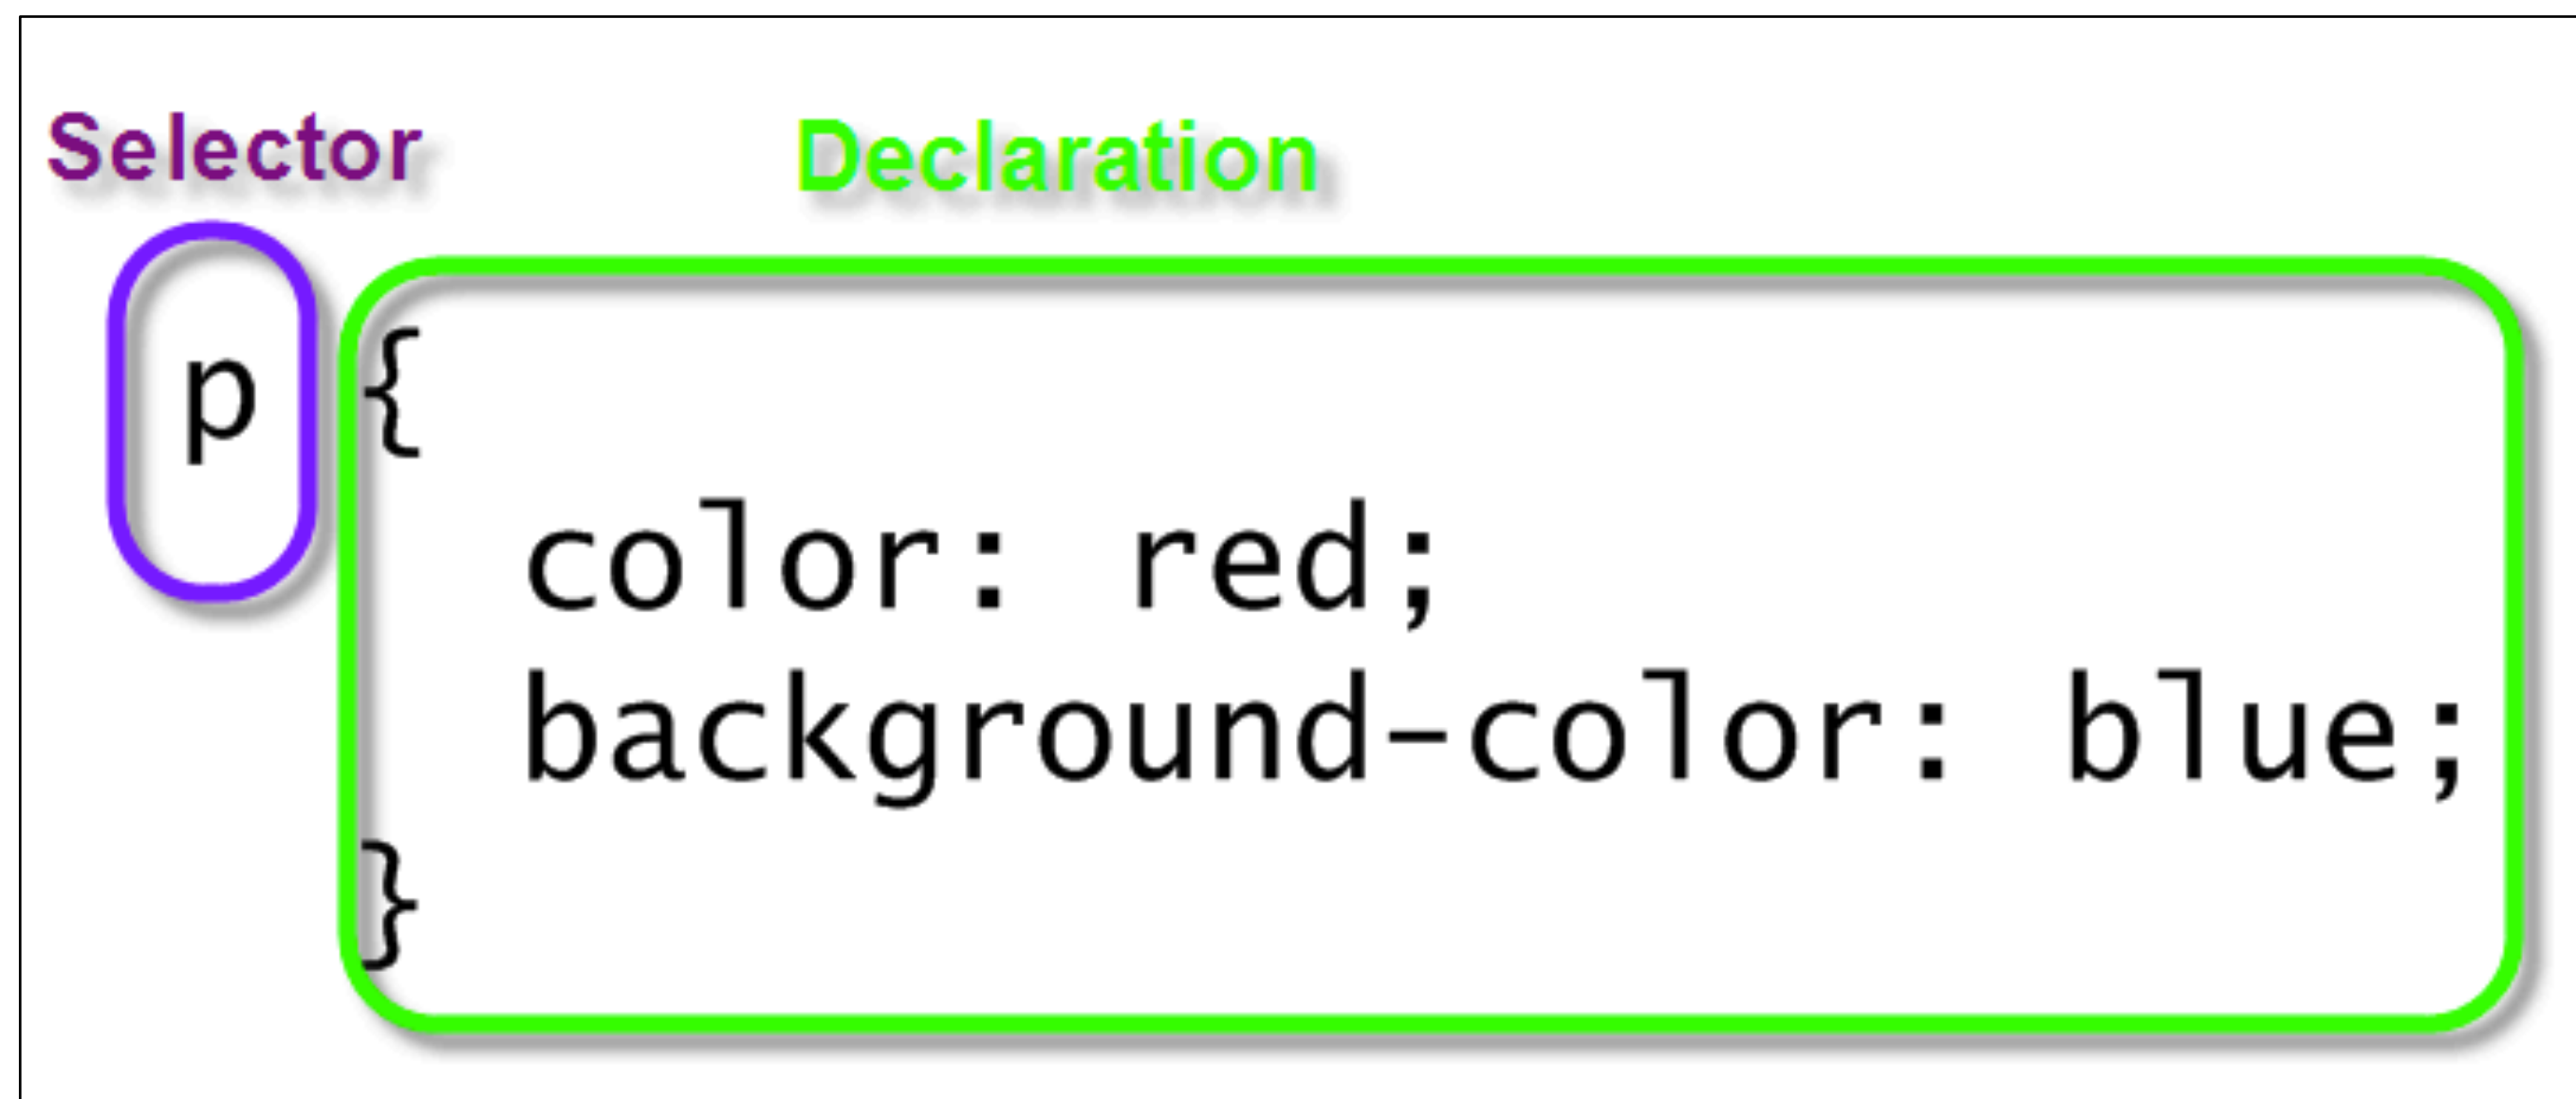 Selector
Declaration
p {
color: red;
background-color: blue;
}